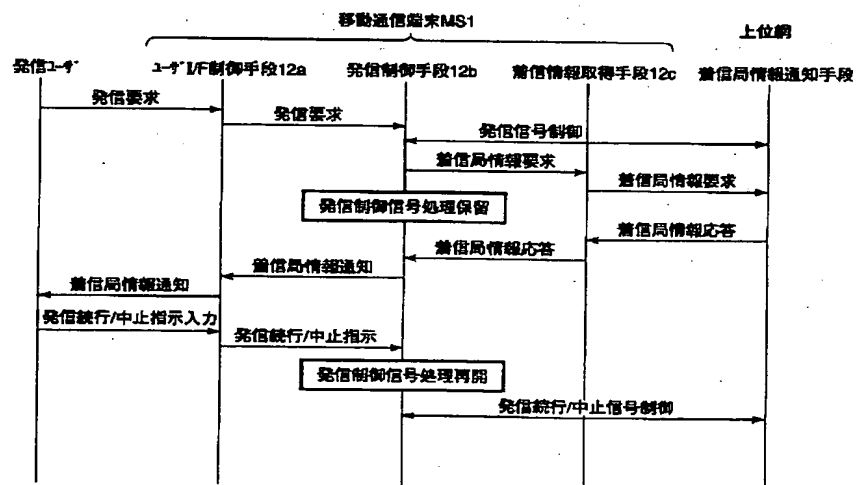 移動通信端末MS1
上位網
発信ユーザ
ユーザI/F制御手段12a
発信制御手段12b
着信情報取得手段12c
着信局情報通知手段
発信要求
発信要求
発信信号制御
着信局情報要求
着信局情報要求
発信制御信号処理保留
着信局情報応答
着信局情報応答
着信局情報通知
着信局情報通知
発信続行/中止指示入力
発信続行/中止指示
発信制御信号処理再開
発信続行/中止信号制御